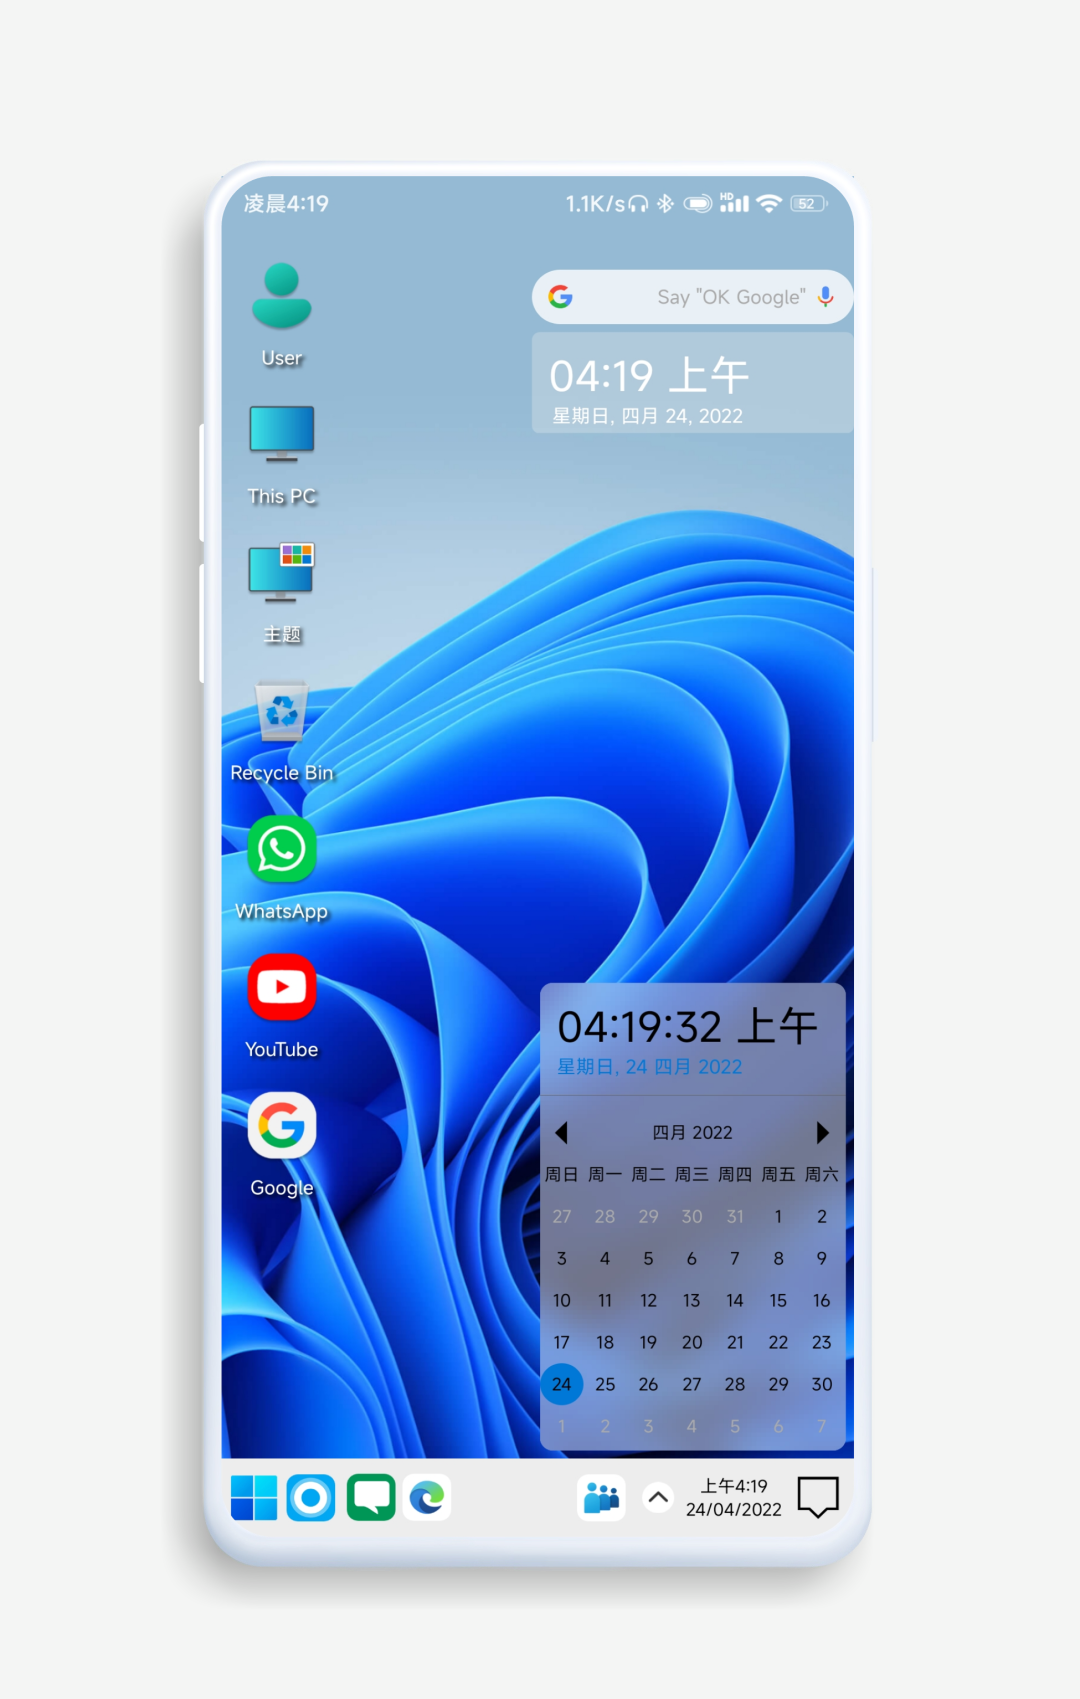 凌晨4:19
1.1K/s
HD
52
User
Say "OK Google"
04:19 上午
星期日, 四月 24, 2022
This PC
主题
Recycle Bin
WhatsApp
YouTube
Google
04:19:32 上午
星期日, 24 四月 2022
四月 2022
周日 周一 周二 周三 周四 周五 周六
27 28 29 30 31 1 2
3 4 5 6 7 8 9
10 11 12 13 14 15 16
17 18 19 20 21 22 23
24 25 26 27 28 29 30
1 2 3 4 5 6 7
上午4:19
24/04/2022